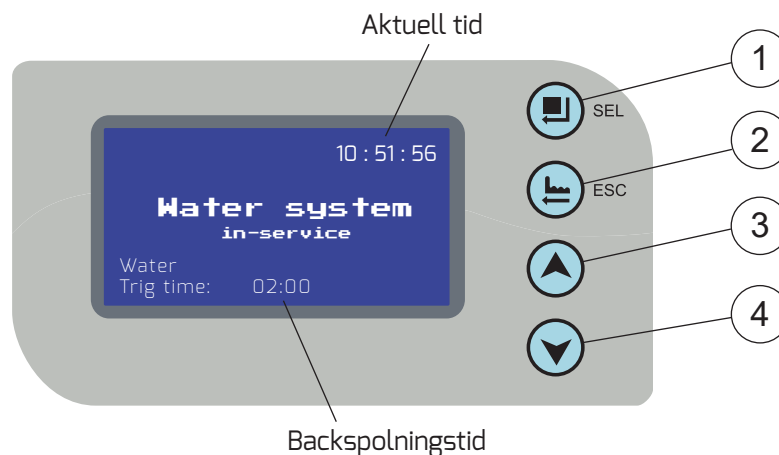 Aktuell tid
1
SEL
10 : 51 : 56
2
Water system
ESC
in-service
3
Water
Trig time: 02:00
4
Backspolningstid